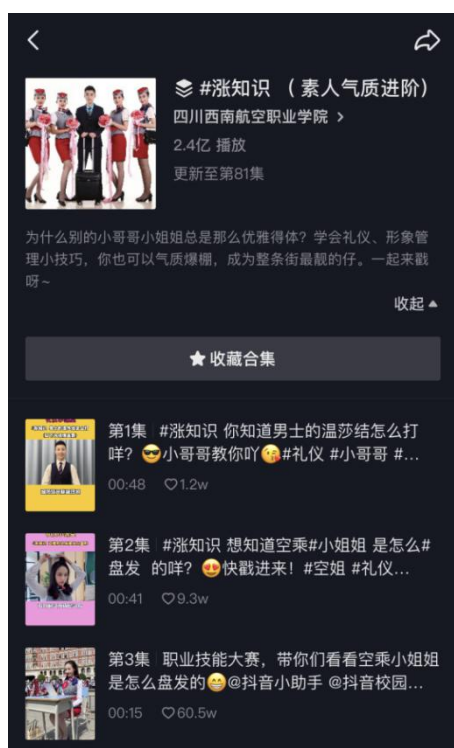 #涨知识 （素人气质进阶）
四川西南航空职业学院 >
2.4亿 播放
更新至第81集
为什么别的小哥哥小姐姐总是那么优雅得体？学会礼仪、形象管
理小技巧，你也可以气质爆棚，成为整条街最靓的仔。一起来戳
呀~
收起
收藏合集
第1集 #涨知识 你知道男士的温莎结怎么打
咩？😎小哥哥教你吖😘#礼仪 #小哥哥 #...
00:48 1.2w
第2集 #涨知识 想知道空乘#小姐姐 是怎么#
盘发 的咩？😍快戳进来！#空姐 #礼仪...
00:41 9.3w
第3集 职业技能大赛，带你们看看空乘小姐姐
是怎么盘发的😁@抖音小助手 @抖音校园...
00:15 60.5w